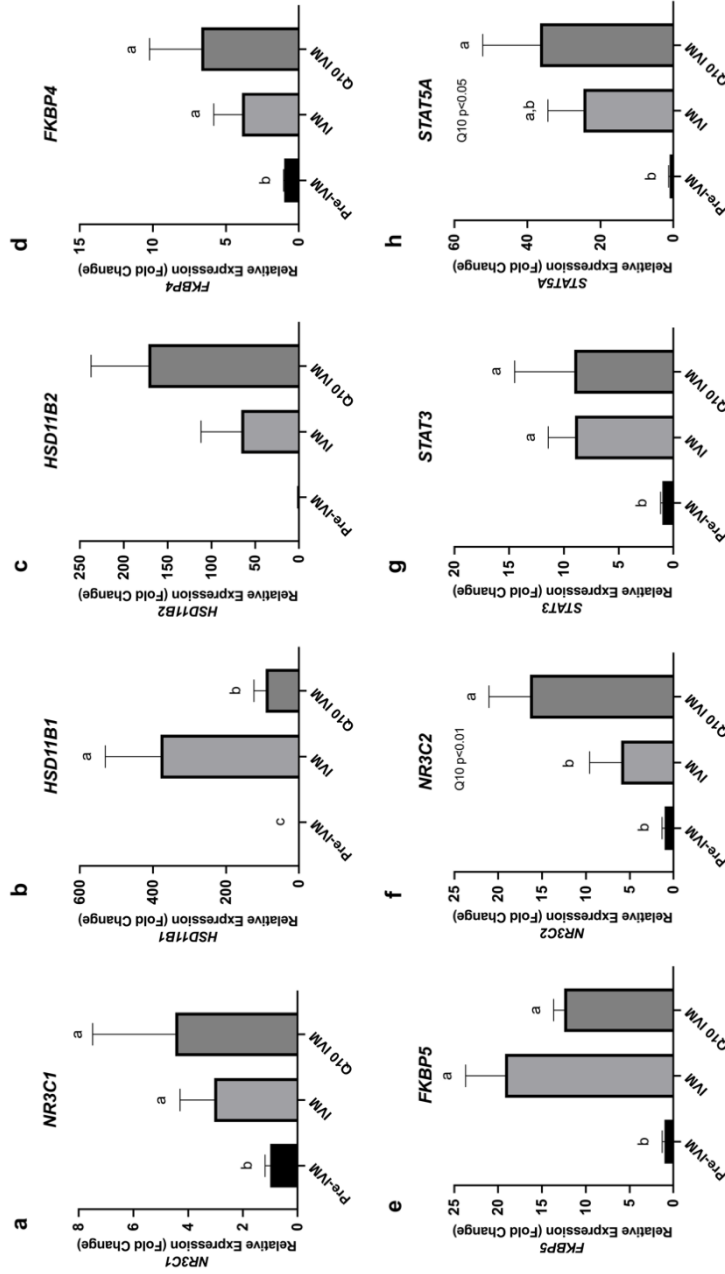 a
NR3C1
NR3C1
Relative Expression (Fold Change)
8
6
4
2
0
b
a
a
Pre-IVM
IVM
Q10 IVM
b
HSD11B1
HSD11B1
Relative Expression (Fold Change)
600
400
200
0
c
a
b
Pre-IVM
IVM
Q10 IVM
c
HSD11B2
HSD11B2
Relative Expression (Fold Change)
250
200
150
100
50
0
Pre-IVM
IVM
Q10 IVM
d
FKBP4
FKBP4
Relative Expression (Fold Change)
15
10
5
0
b
a
a
Pre-IVM
IVM
Q10 IVM
e
FKBP5
FKBP5
Relative Expression (Fold Change)
25
20
15
10
5
0
b
a
a
Pre-IVM
IVM
Q10 IVM
f
NR3C2
Q10 p<0.01
NR3C2
Relative Expression (Fold Change)
25
20
15
10
5
0
b
b
a
Pre-IVM
IVM
Q10 IVM
g
STAT3
STAT3
Relative Expression (Fold Change)
20
15
10
5
0
b
a
a
Pre-IVM
IVM
Q10 IVM
h
STAT5A
Q10 p<0.05
STAT5A
Relative Expression (Fold Change)
60
40
20
0
b
a,b
a
Pre-IVM
IVM
Q10 IVM